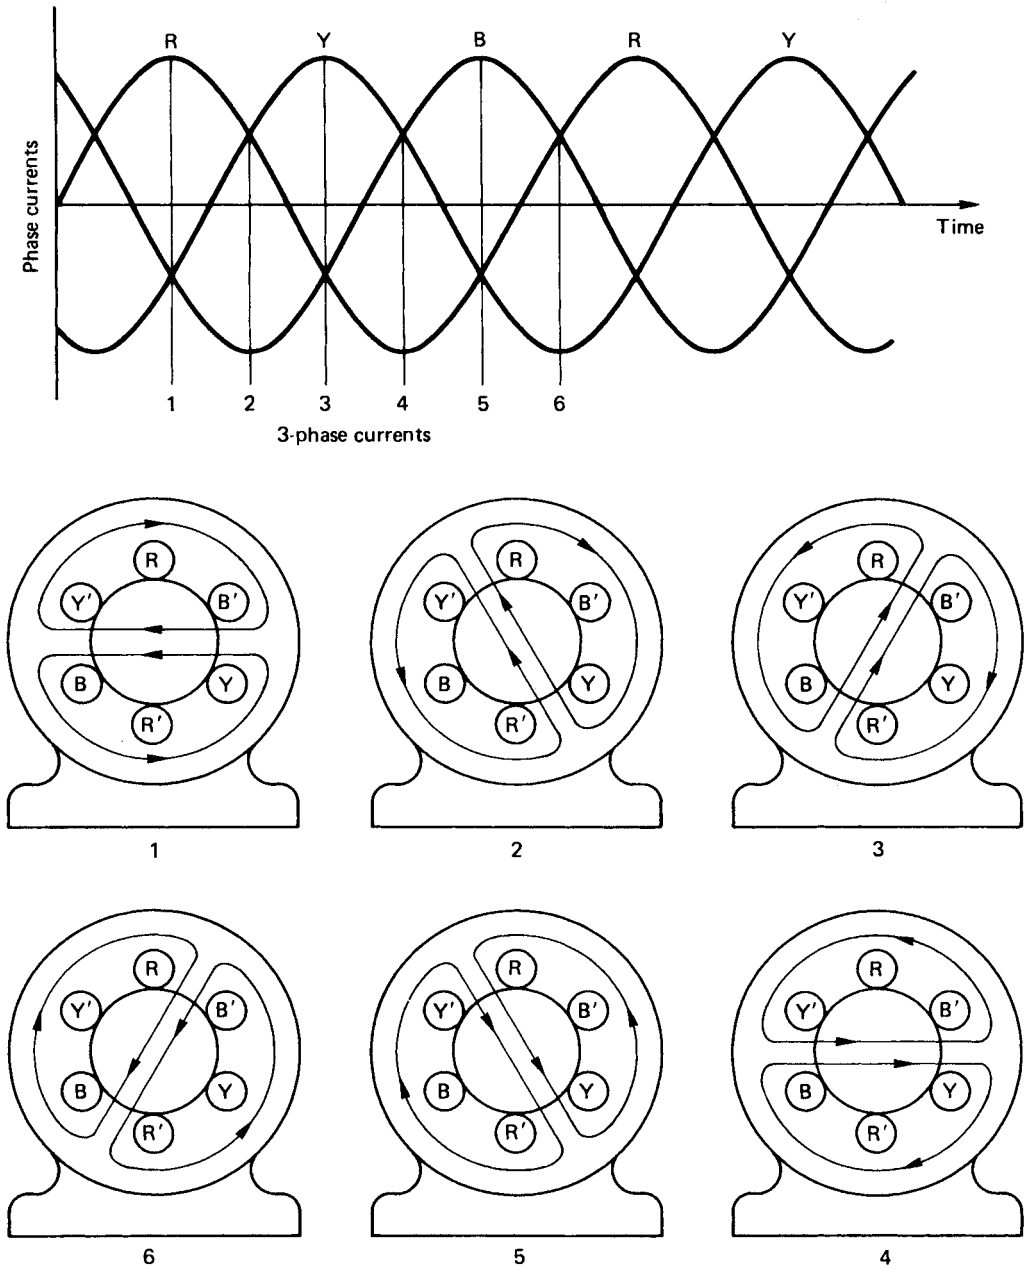 R Y B R Y
Phase currents
Time
1 2 3 4 5 6
3-phase currents
R
Y' B'
B Y
R'
1
R
Y' B'
B Y
R'
2
R
Y' B'
B Y
R'
3
R
Y' B'
B Y
R'
6
R
Y' B'
B Y
R'
5
R
Y' B'
B Y
R'
4